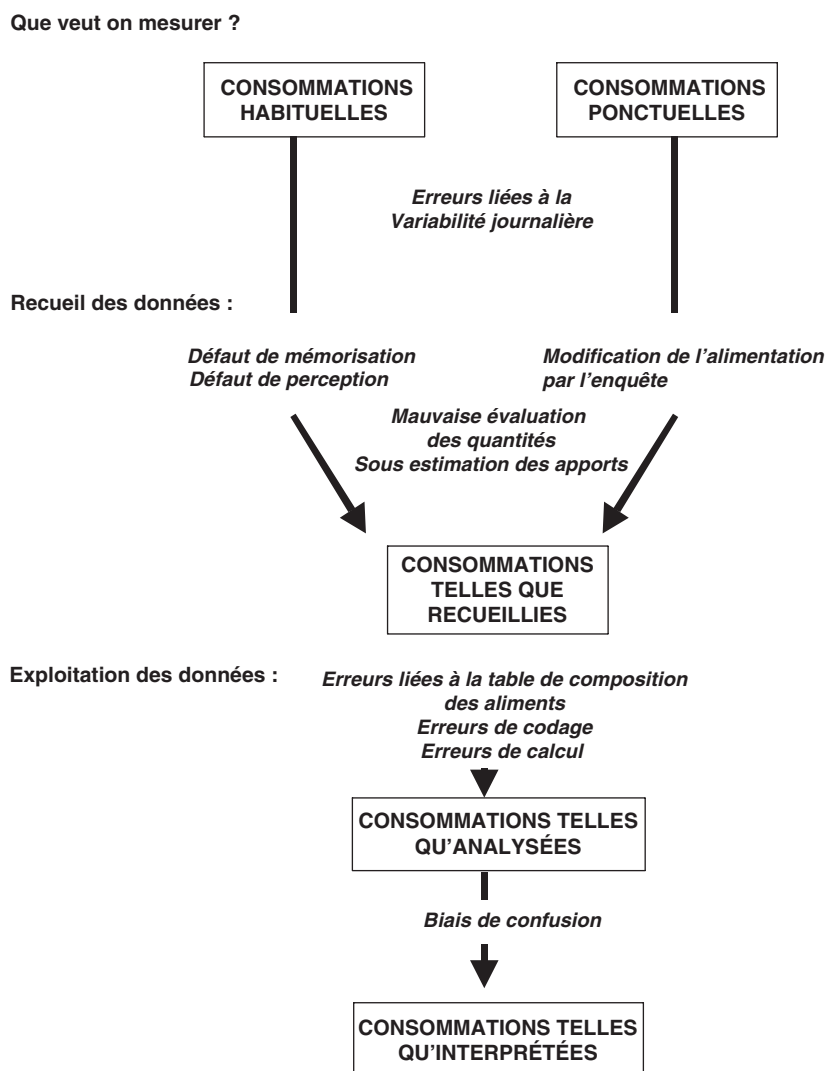 Que veut on mesurer ?
CONSOMMATIONS
HABITUELLES
CONSOMMATIONS
PONCTUELLES
Erreurs liées à la
Variabilité journalière
Recueil des données :
Défaut de mémorisation
Défaut de perception
Modification de l’alimentation
par l’enquête
Mauvaise évaluation
des quantités
Sous estimation des apports
CONSOMMATIONS
TELLES QUE
RECUEILLIES
Exploitation des données :
Erreurs liées à la table de composition
des aliments
Erreurs de codage
Erreurs de calcul
CONSOMMATIONS TELLES
QU’ANALYSÉES
Biais de confusion
CONSOMMATIONS TELLES
QU’INTERPRÉTÉES